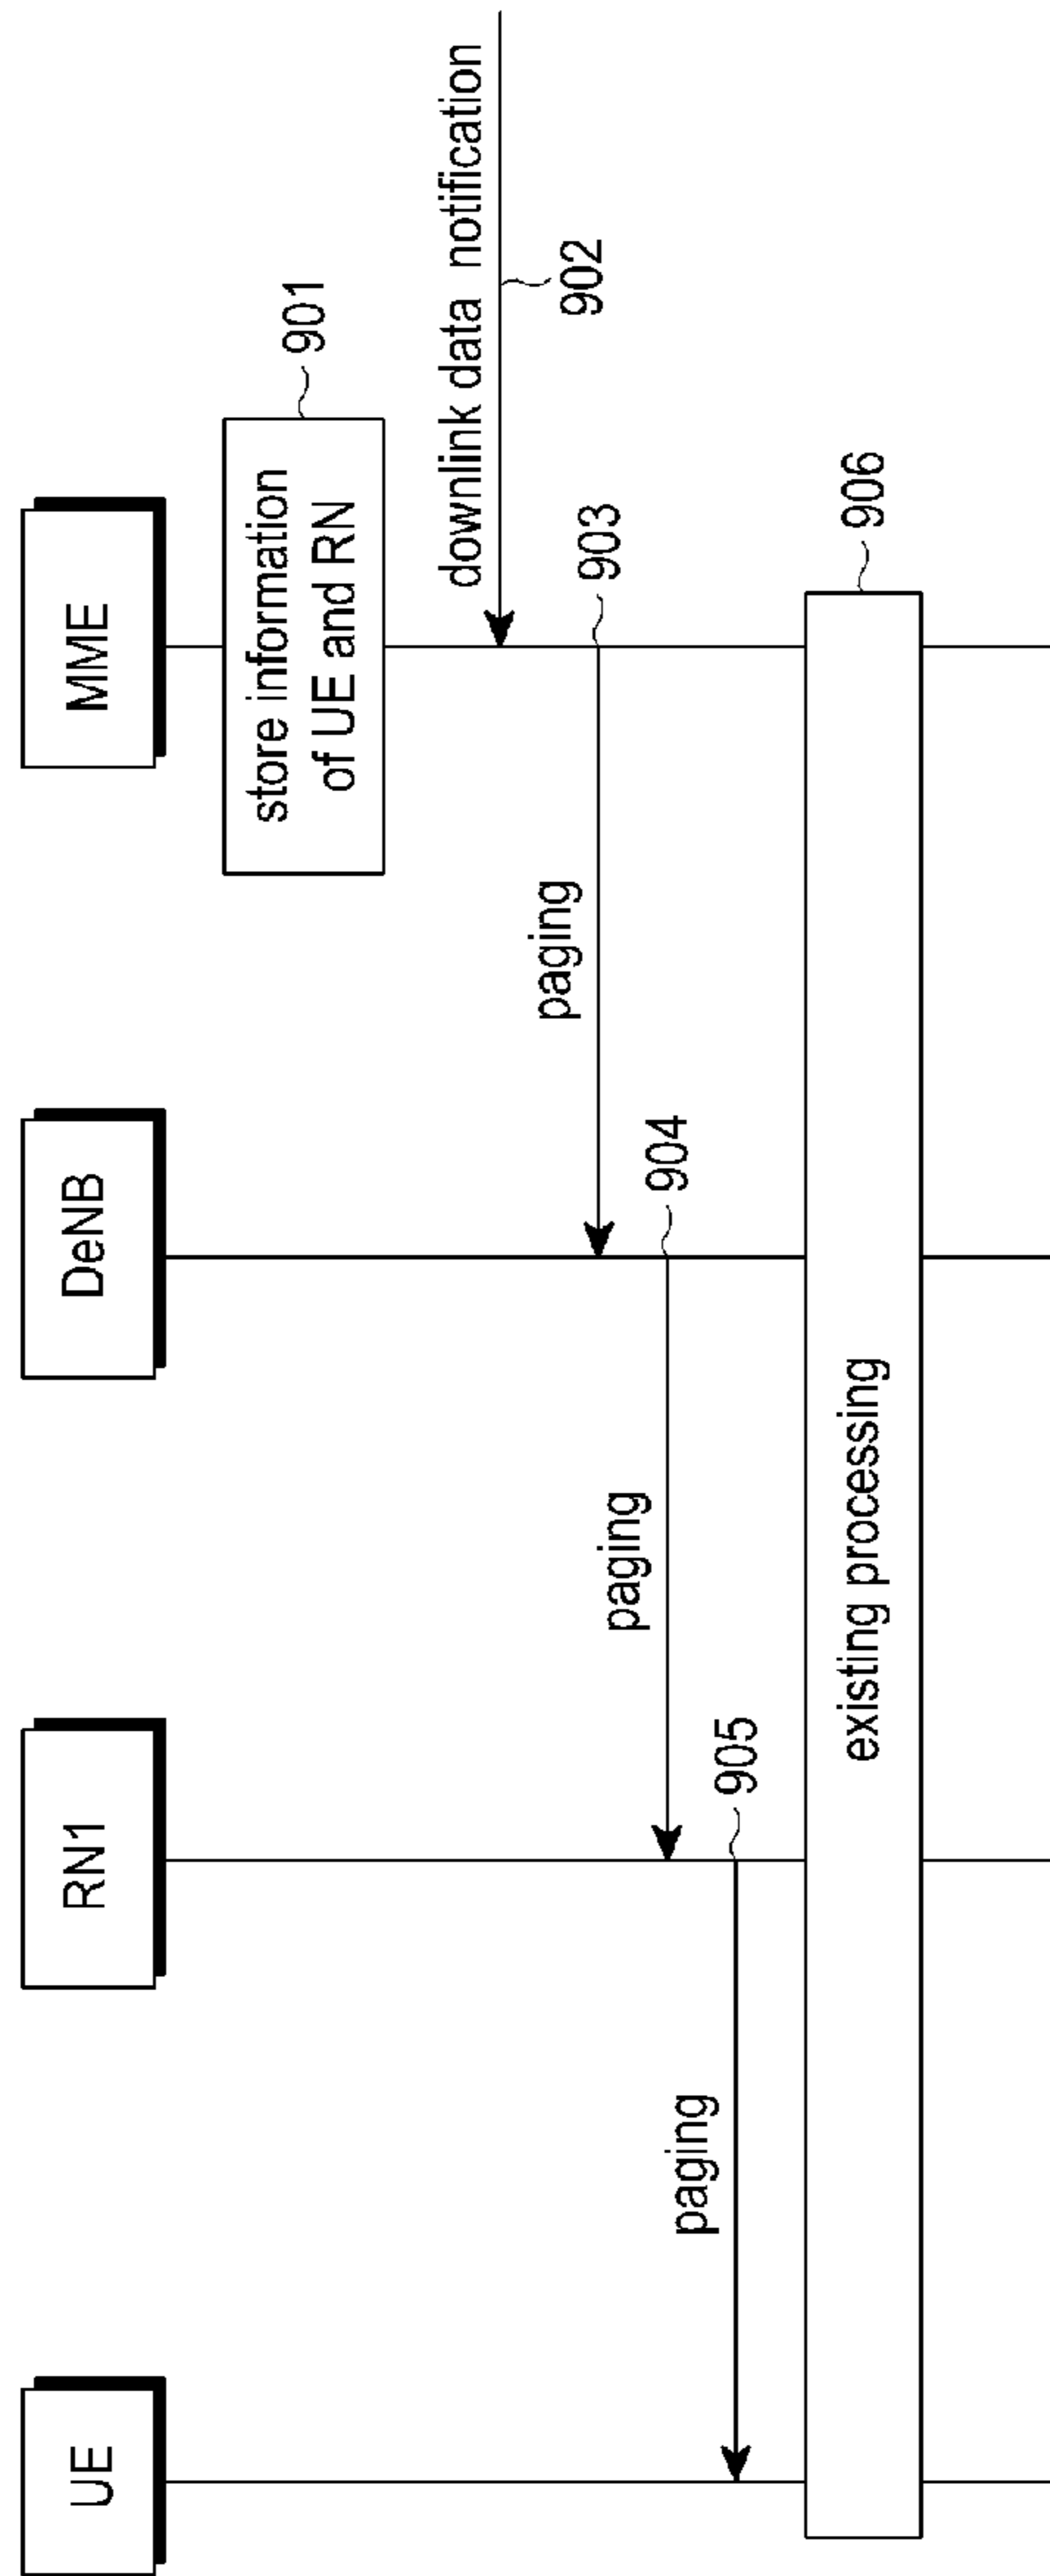 UE
RN1
DeNB
MME
store information
of UE and RN
901
downlink data notification
902
paging
903
paging
904
paging
905
existing processing
906